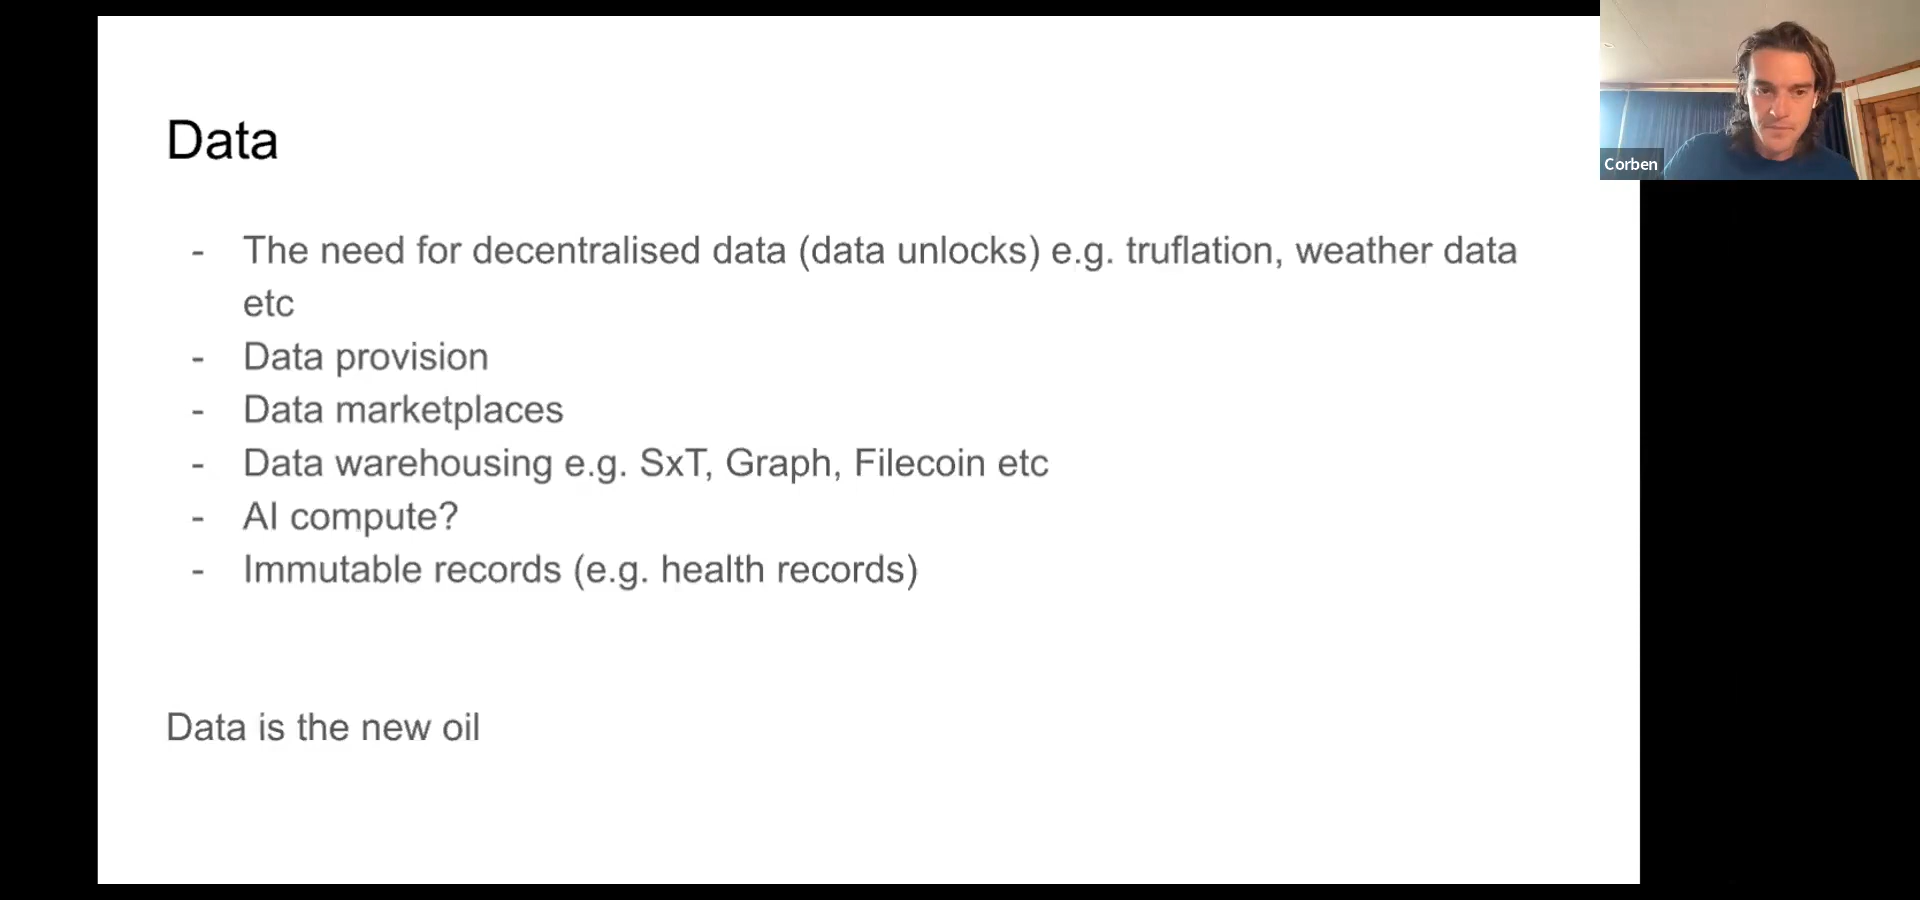 Data
- The need for decentralised data (data unlocks) e.g. truflation, weather data
etc
- Data provision
- Data marketplaces
- Data warehousing e.g. SxT, Graph, Filecoin etc
- AI compute?
- Immutable records (e.g. health records)
Data is the new oil
Corben